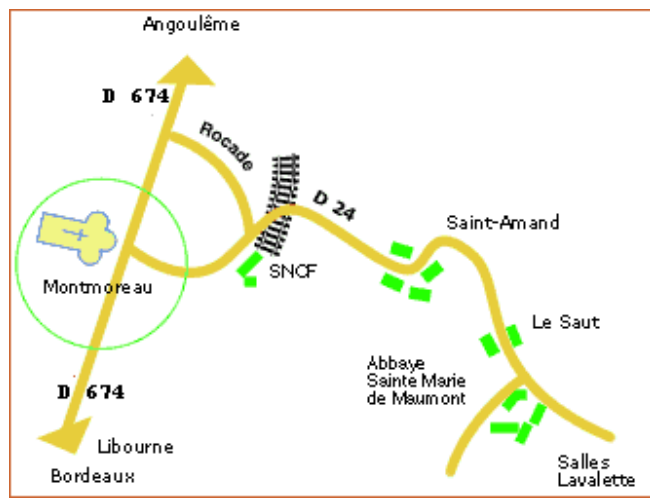 Angoulême
D 674
Rocade
D 24
Saint-Amand
SNCF
Montmoreau
Le Saut
Abbaye
Sainte Marie
de Maumont
D 674
Libourne
Bordeaux
Salles
Lavalette